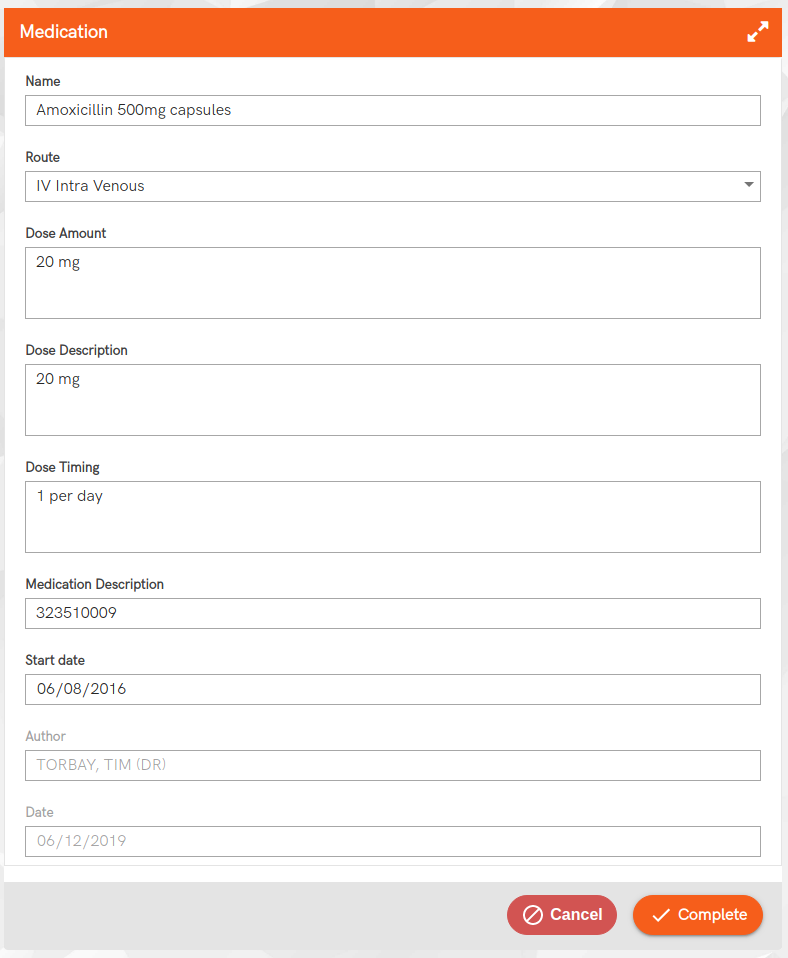 Medication
Name
Amoxicillin 500mg capsules
Route
IV Intra Venous
Dose Amount
20 mg
Dose Description
20 mg
Dose Timing
1 per day
Medication Description
323510009
Start date
06/08/2016
Author
TORBAY, TIM (DR)
Date
06/12/2019
Cancel
Complete